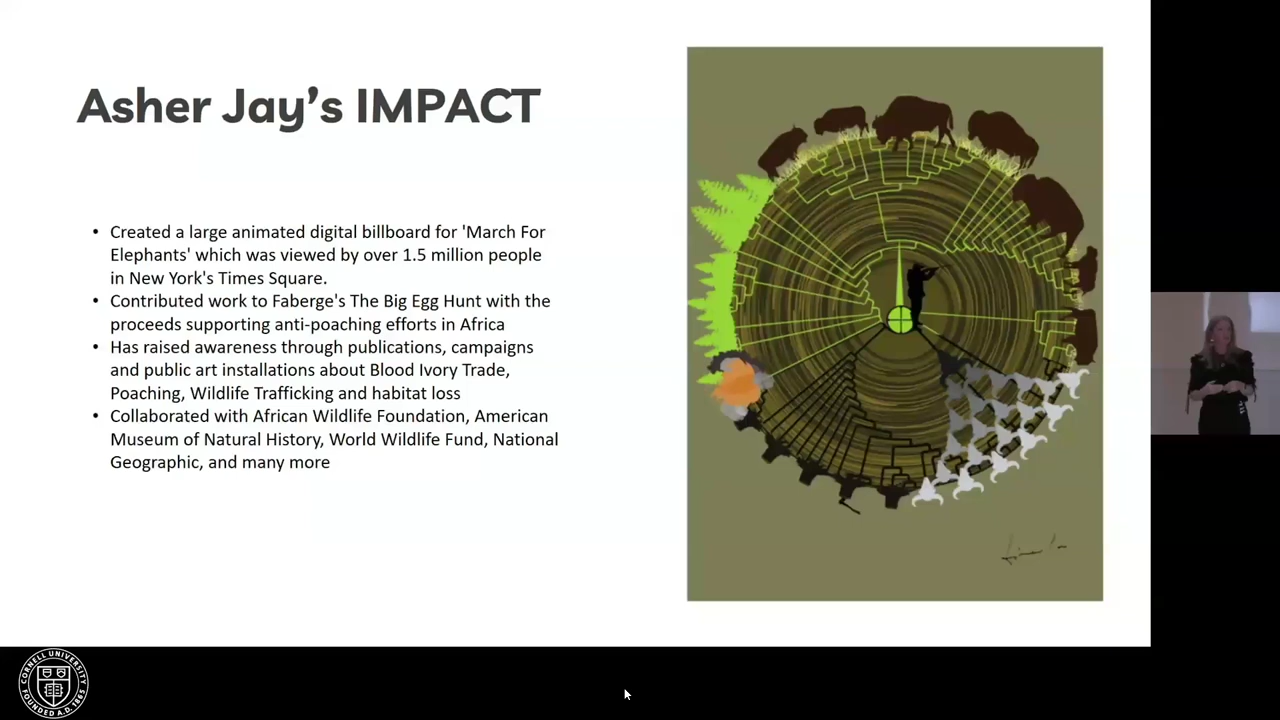 Asher Jay's IMPACT
• Created a large animated digital billboard for 'March For
Elephants' which was viewed by over 1.5 million people
in New York's Times Square.
• Contributed work to Faberge's The Big Egg Hunt with the
proceeds supporting anti-poaching efforts in Africa
• Has raised awareness through publications, campaigns
and public art installations about Blood Ivory Trade,
Poaching, Wildlife Trafficking and habitat loss
• Collaborated with African Wildlife Foundation, American
Museum of Natural History, World Wildlife Fund, National
Geographic, and many more
CORNELL UNIVERSITY
FOUNDED A.D. 1865